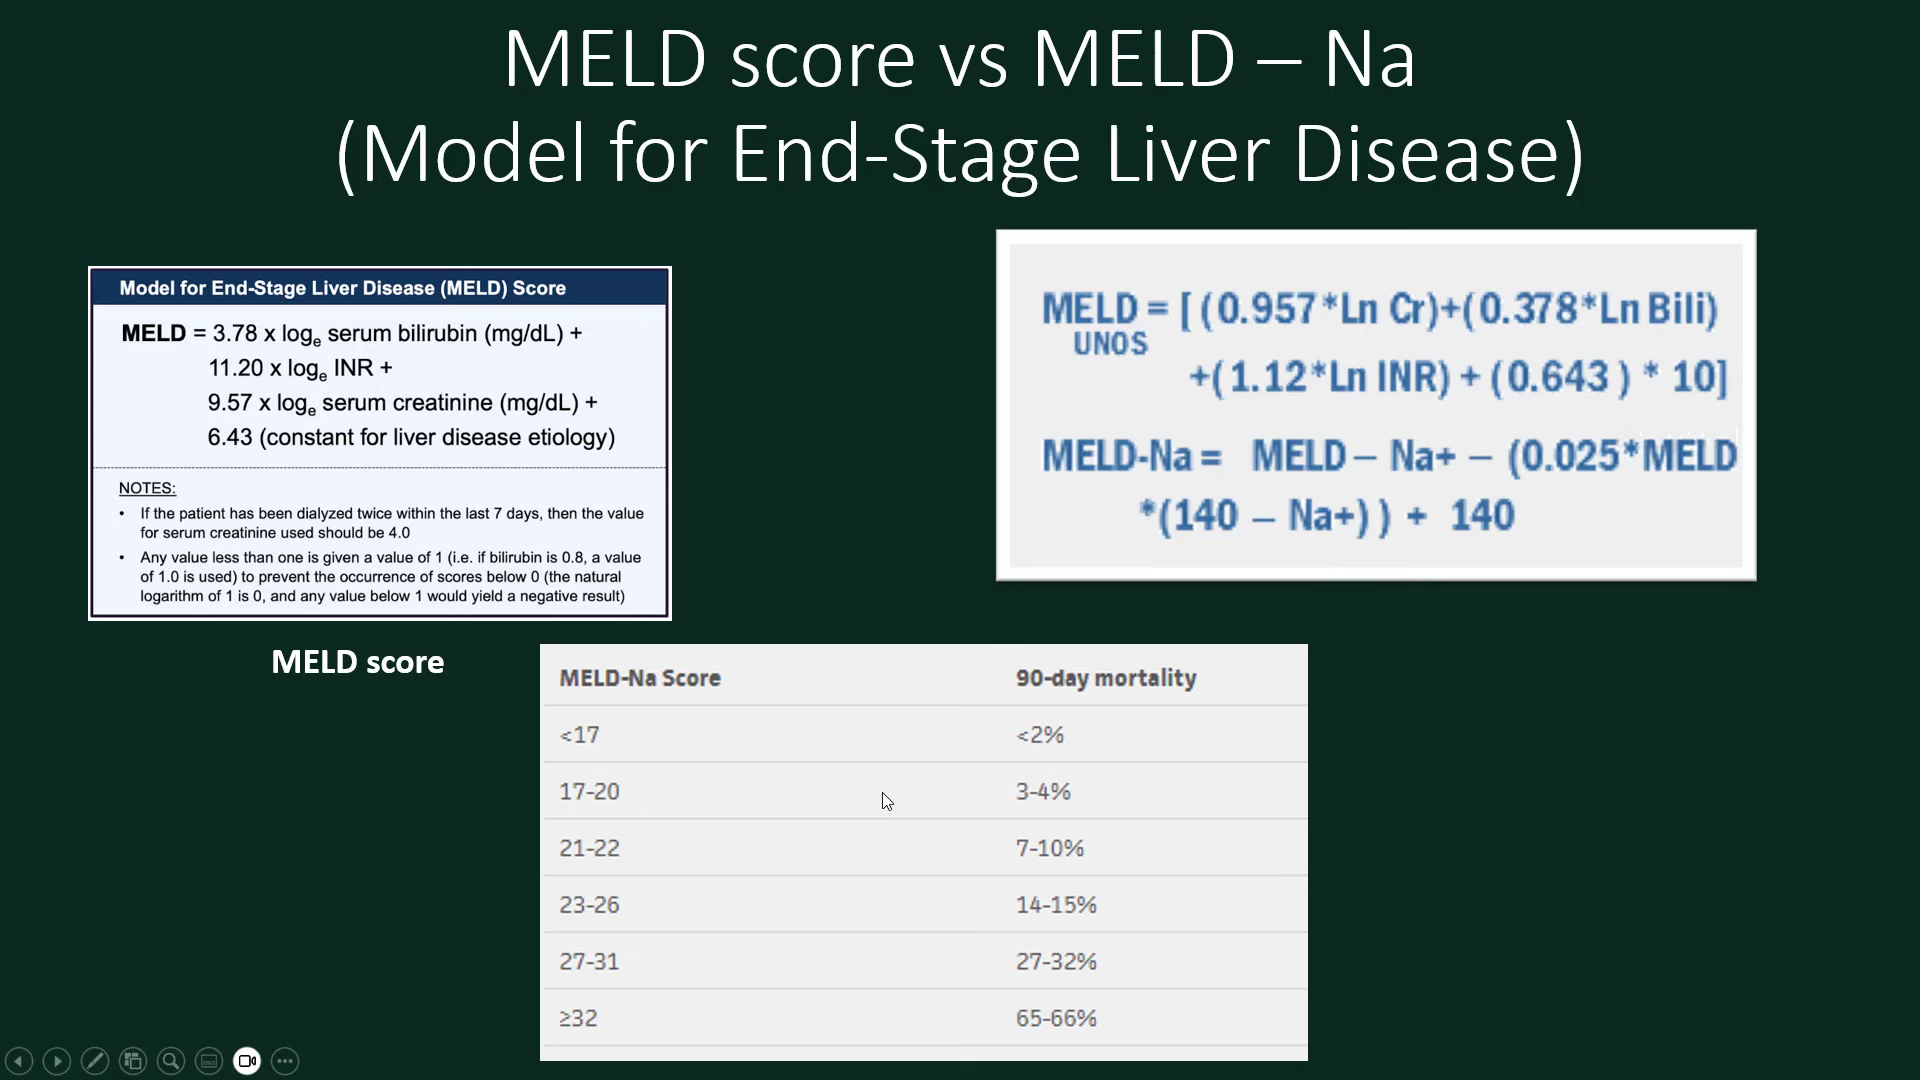 MELD score vs MELD – Na
(Model for End-Stage Liver Disease)
Model for End-Stage Liver Disease (MELD) Score
MELD = 3.78 x logₑ serum bilirubin (mg/dL) +
11.20 x logₑ INR +
9.57 x logₑ serum creatinine (mg/dL) +
6.43 (constant for liver disease etiology)
NOTES:
• If the patient has been dialyzed twice within the last 7 days, then the value
for serum creatinine used should be 4.0
• Any value less than one is given a value of 1 (i.e. if bilirubin is 0.8, a value
of 1.0 is used) to prevent the occurrence of scores below 0 (the natural
logarithm of 1 is 0, and any value below 1 would yield a negative result)
MELD score
MELD = [ (0.957*Ln Cr)+(0.378*Ln Bili)
UNOS
+(1.12*Ln INR) + (0.643 ) * 10]
MELD-Na = MELD – Na+ – (0.025*MELD
*(140 – Na+) ) + 140
MELD-Na Score 90-day mortality
<17 <2%
17-20 3-4%
21-22 7-10%
23-26 14-15%
27-31 27-32%
≥32 65-66%